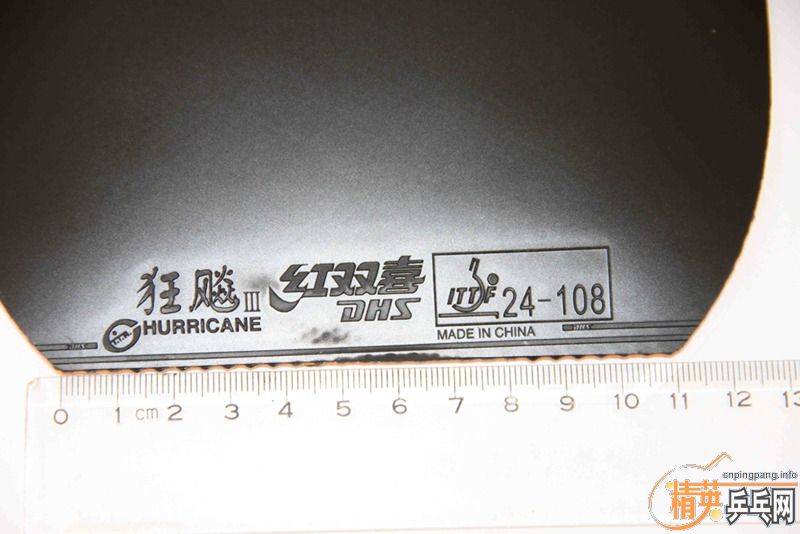 狂飚III
HURRICANE
红双喜
DHS
ITTF 24-108
MADE IN CHINA
0 1 cm 2 3 4 5 6 7 8 9 10 11 12 13
cnpingpang.info
精英乒乓网